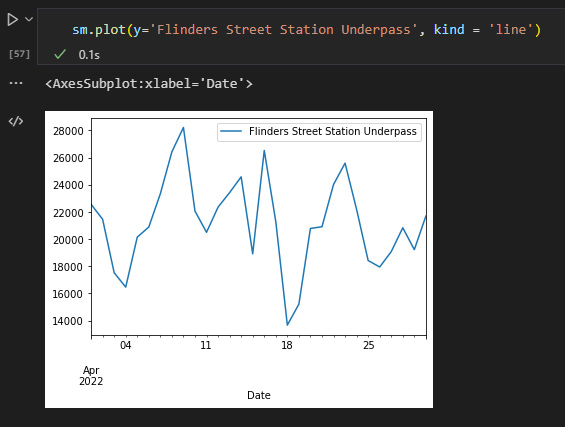 sm.plot(y='Flinders Street Station Underpass', kind = 'line')
[57]
0.1s
<AxesSubplot:xlabel='Date'>
Flinders Street Station Underpass
28000
26000
24000
22000
20000
18000
16000
14000
04
11
18
25
Apr
2022
Date